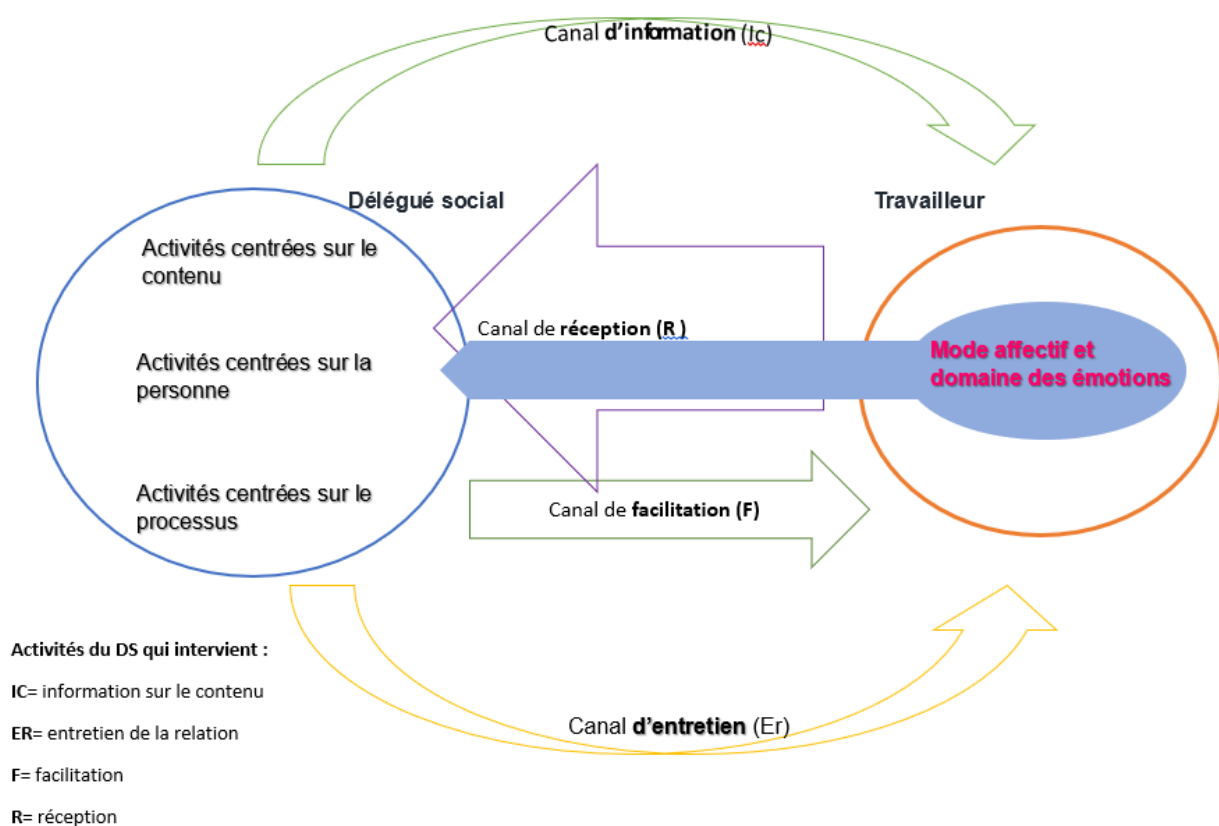 Canal d'information (Ic)
Délégué social
Travailleur
Activités centrées sur le
contenu
Canal de réception (R )
Mode affectif et
domaine des émotions
Activités centrées sur la
personne
Activités centrées sur le
processus
Canal de facilitation (F)
Activités du DS qui intervient :
IC= information sur le contenu
ER= entretien de la relation
Canal d'entretien (Er)
F= facilitation
R= réception